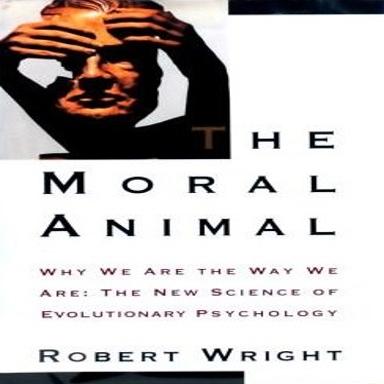 THE
MORAL
ANIMAL
WHY WE ARE THE WAY WE
ARE: THE NEW SCIENCE OF
EVOLUTIONARY PSYCHOLOGY
ROBERT WRIGHT